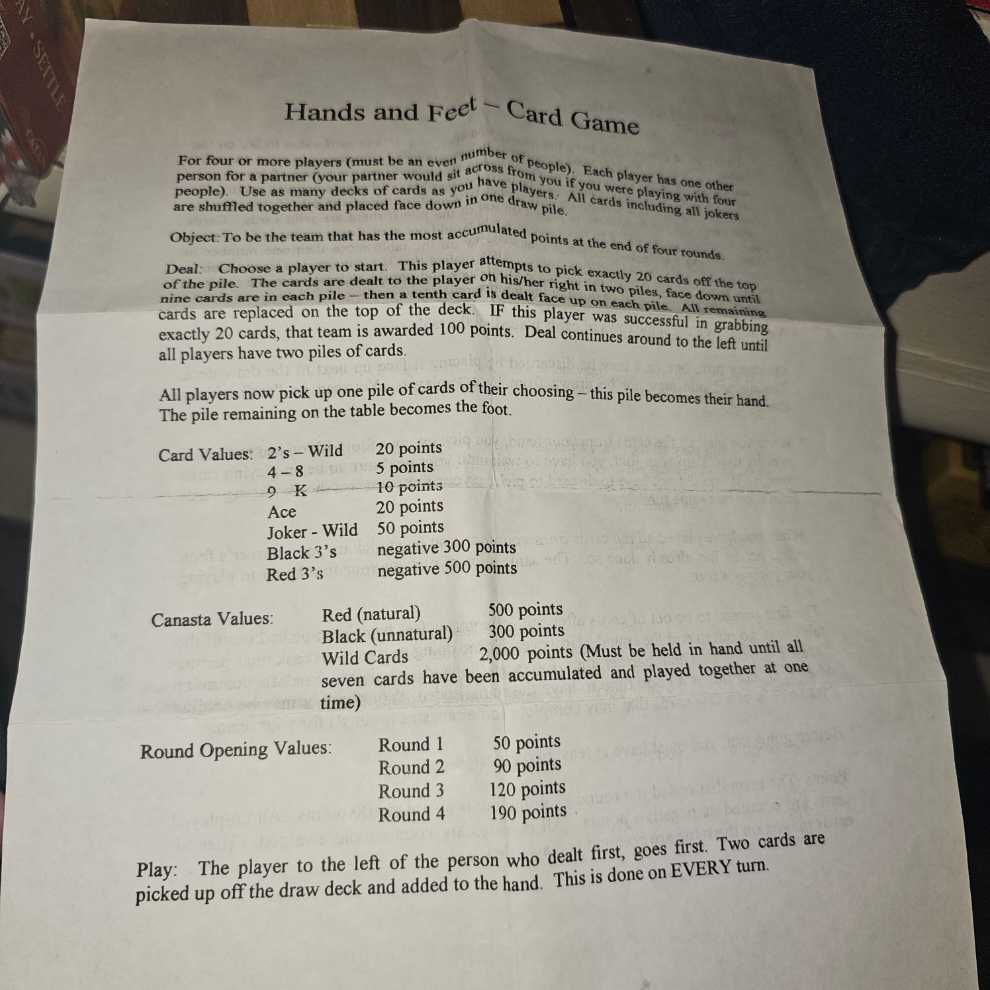 AY • SETTLE
Hands and Feet – Card Game
For four or more players (must be an even number of people). Each player has one other
person for a partner (your partner would sit across from you if you were playing with four
people). Use as many decks of cards as you have players. All cards including all jokers
are shuffled together and placed face down in one draw pile.
Object: To be the team that has the most accumulated points at the end of four rounds.
Deal: Choose a player to start. This player attempts to pick exactly 20 cards off the top
of the pile. The cards are dealt to the player on his/her right in two piles, face down until
nine cards are in each pile – then a tenth card is dealt face up on each pile. All remaining
cards are replaced on the top of the deck. IF this player was successful in grabbing
exactly 20 cards, that team is awarded 100 points. Deal continues around to the left until
all players have two piles of cards.
All players now pick up one pile of cards of their choosing – this pile becomes their hand.
The pile remaining on the table becomes the foot.
Card Values: 2's – Wild 20 points
4 – 8 5 points
9 K 10 points
Ace 20 points
Joker - Wild 50 points
Black 3's negative 300 points
Red 3's negative 500 points
Canasta Values: Red (natural) 500 points
Black (unnatural) 300 points
Wild Cards 2,000 points (Must be held in hand until all
seven cards have been accumulated and played together at one
time)
Round Opening Values: Round 1 50 points
Round 2 90 points
Round 3 120 points
Round 4 190 points
Play: The player to the left of the person who dealt first, goes first. Two cards are
picked up off the draw deck and added to the hand. This is done on EVERY turn.